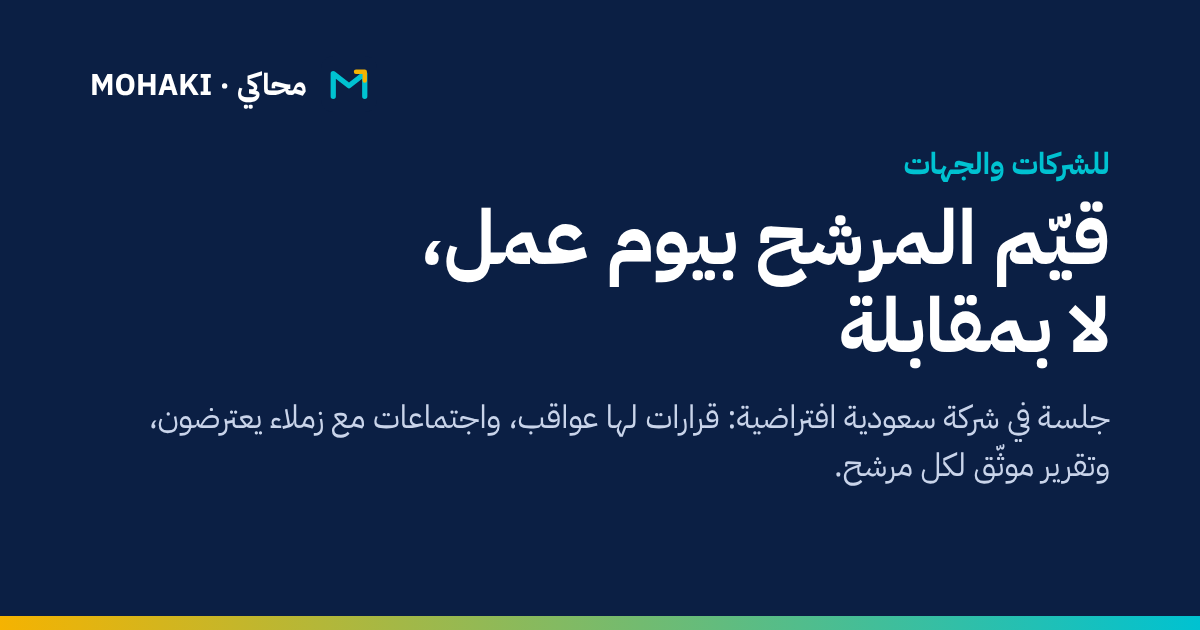 محاكي · MOHAKI
للشركات والجهات
قيّم المرشح بيوم عمل،
لا بمقابلة
جلسة في شركة سعودية افتراضية: قرارات لها عواقب، واجتماعات مع زملاء يعترضون،
وتقرير موثّق لكل مرشح.